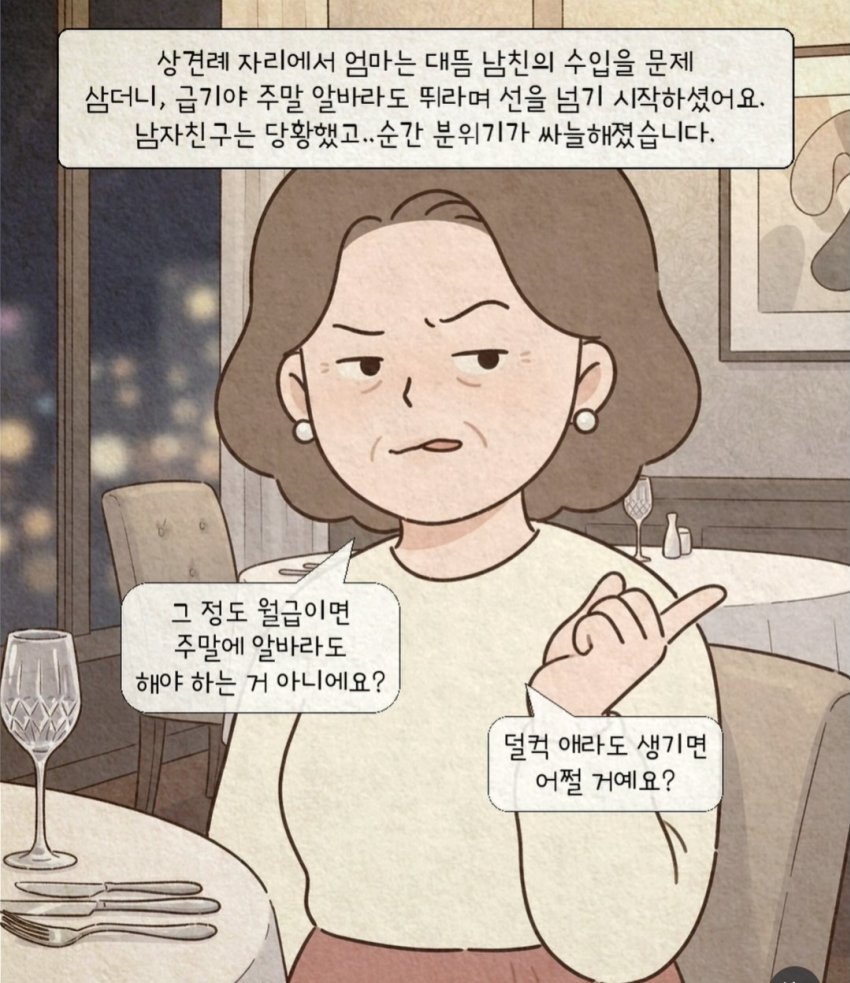 상견례 자리에서 엄마는 대뜸 남친의 수입을 문제
삼더니, 급기야 주말 알바라도 뛰라며 선을 넘기 시작하셨어요.
남자친구는 당황했고..순간 분위기가 싸늘해졌습니다.
그 정도 월급이면
주말에 알바라도
해야 하는 거 아니에요?
덜컥 애라도 생기면
어쩔 거예요?